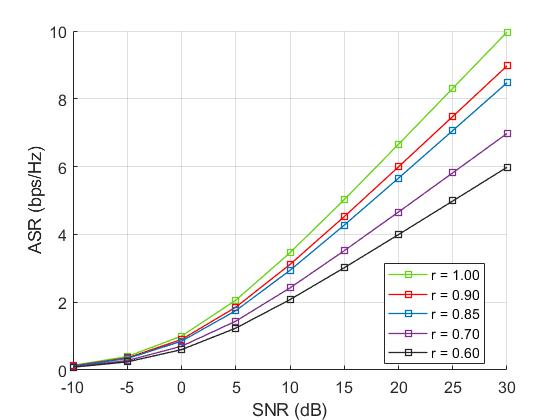 10
8
6
4
2
0
ASR (bps/Hz)
r = 1.00
r = 0.90
r = 0.85
r = 0.70
r = 0.60
-10 -5 0 5 10 15 20 25 30
SNR (dB)